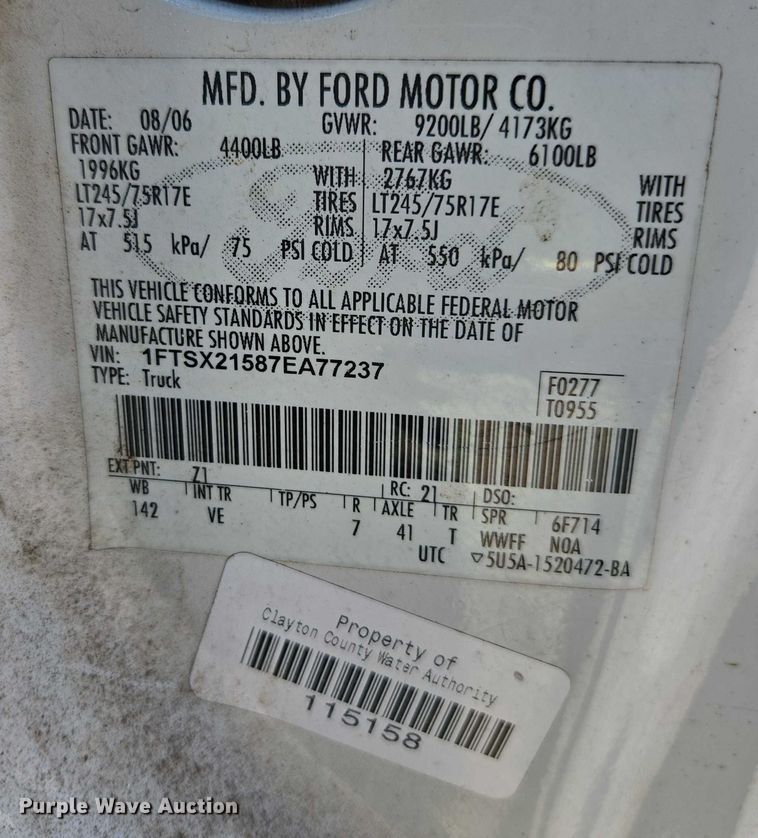 MFD. BY FORD MOTOR CO.
DATE: 08/06 GVWR: 9200LB/ 4173KG
FRONT GAWR: 4400LB REAR GAWR: 6100LB
1996KG WITH 2767KG WITH
LT245/75R17E TIRES LT245/75R17E TIRES
17x7.5J RIMS 17x7.5J RIMS
AT 515 kPa/ 75 PSI COLD AT 550 kPa/ 80 PSI COLD
THIS VEHICLE CONFORMS TO ALL APPLICABLE FEDERAL MOTOR
VEHICLE SAFETY STANDARDS IN EFFECT ON THE DATE OF
MANUFACTURE SHOWN ABOVE.
VIN: 1FTSX21587EA77237
TYPE: Truck
F0277
T0955
EXT PNT: Z1 RC: 21 DSO:
WB INT TR TP/PS R AXLE TR SPR 6F714
142 VE 7 41 T WWFF NOA
UTC ▽5U5A-1520472-BA
Property of
Clayton County Water Authority
115158
Purple Wave Auction